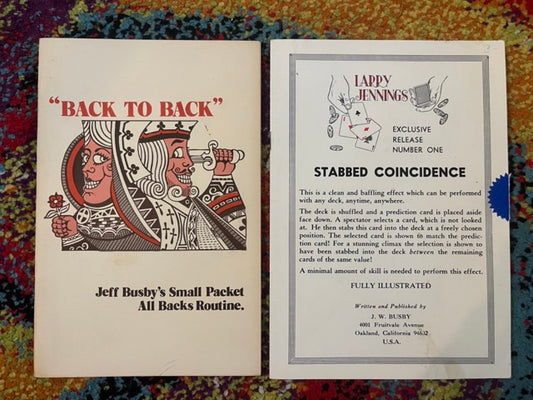 "BACK TO BACK"
Jeff Busby's Small Packet
All Backs Routine.
LARRY
JENNINGS
EXCLUSIVE
RELEASE
NUMBER ONE
STABBED COINCIDENCE
This is a clean and baffling effect which can be performed
with any deck, anytime, anywhere.
The deck is shuffled and a prediction card is placed aside
face down. A spectator selects a card, which is not looked
at. He then stabs this card into the deck at a freely chosen
position. The selected card is shown to match the predic-
tion card! For a stunning climax the selection is shown to
have been stabbed into the deck between the remaining
cards of the same value!
A minimal amount of skill is needed to perform this effect.
FULLY ILLUSTRATED
Written and Published by
J. W. BUSBY
4001 Fruitvale Avenue
Oakland, California 94602
U.S.A.